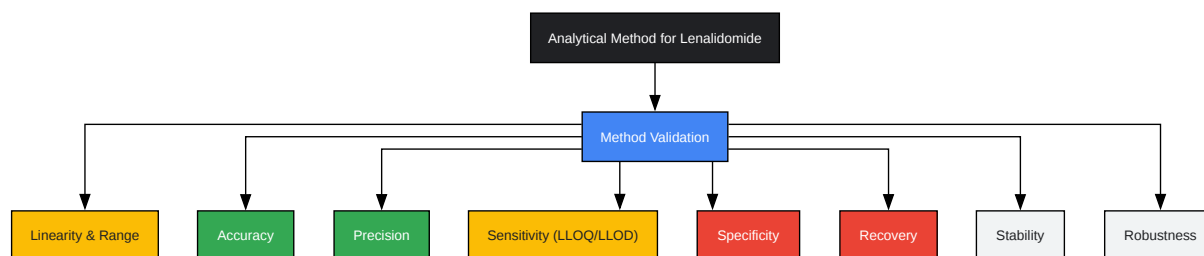 Analytical Method for Lenalidomide
Method Validation
Linearity & Range
Accuracy
Precision
Sensitivity (LLOQ/LLOD)
Specificity
Recovery
Stability
Robustness